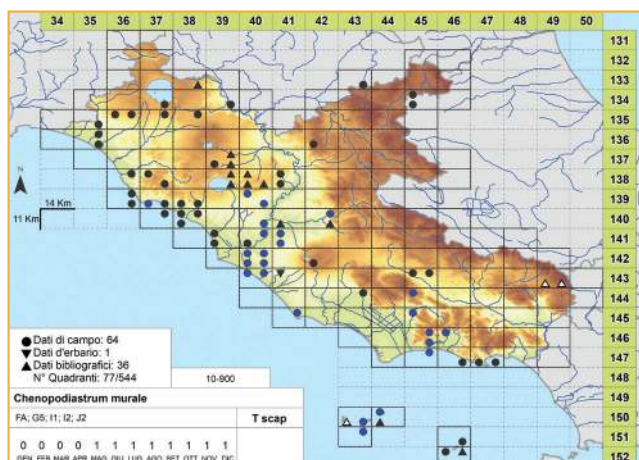 34 35 36 37 38 39 40 41 42 43 44 45 46 47 48 49 50
131
132
133
134
135
136
137
138
139
140
141
142
143
144
145
146
147
148
149
150
151
152
N
14 Km
11 Km
Dati di campo: 64
Dati d'erbario: 1
Dati bibliografici: 36
N° Quadranti: 77/544
10-900
Chenopodiastrum murale
FA; G5; I1; I2; J2
T scap
0 0 0 0 1 1 1 1 1 1 1 1
GEN FEB MAR APR MAG GIU LUG AGO SET OTT NOV DIC